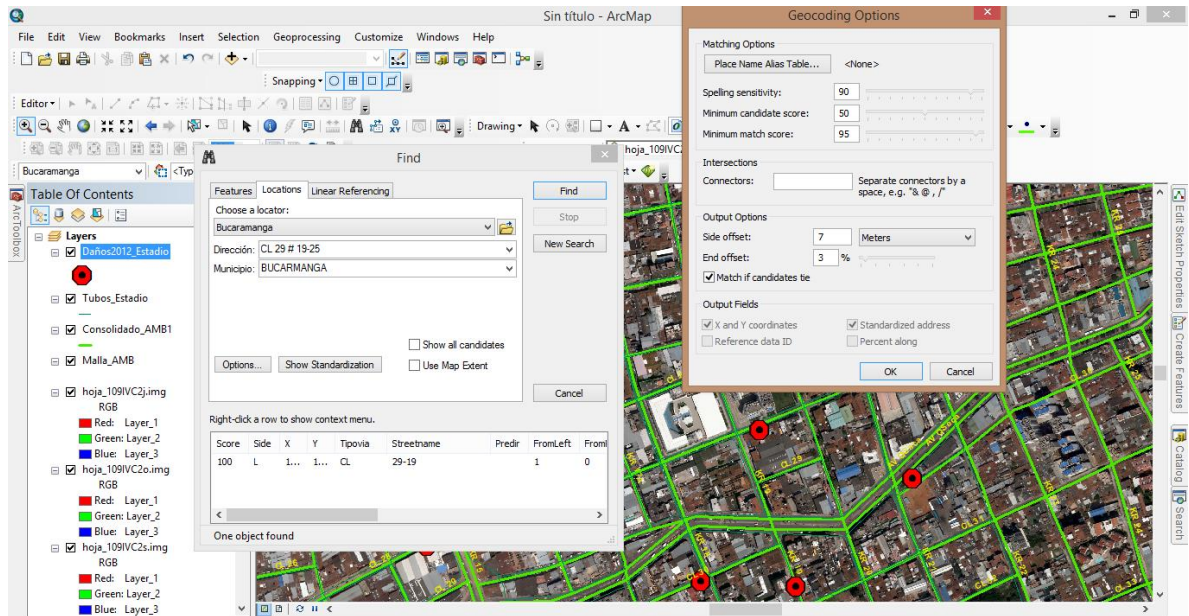 Sin título - ArcMap
File Edit View Bookmarks Insert Selection Geoprocessing Customize Windows Help
Snapping
Editor
Drawing
A
Bucaramanga
<Typ
hoja_109IVC2
Table Of Contents
Layers
Daños2012_Estadio
Tubos_Estadio
Consolidado_AMB1
Malla_AMB
hoja_109IVC2j.img
RGB
Red: Layer_1
Green: Layer_2
Blue: Layer_3
hoja_109IVC2o.img
RGB
Red: Layer_1
Green: Layer_2
Blue: Layer_3
hoja_109IVC2s.img
RGB
Red: Layer_1
Green: Layer_2
Blue: Layer_3
ArcToolbox
Find
Features Locations Linear Referencing
Choose a locator:
Bucaramanga
Dirección: CL 29 # 19-25
Municipio: BUCARMANGA
Show all candidates
Use Map Extent
Options... Show Standardization
Find
Stop
New Search
Cancel
Right-click a row to show context menu.
Score Side X Y Tipovia Streetname Predir FromLeft FromI
100 L 1... 1... CL 29-19 1 0
One object found
Geocoding Options
Matching Options
Place Name Alias Table... <None>
Spelling sensitivity: 90
Minimum candidate score: 50
Minimum match score: 95
Intersections
Connectors:
Separate connectors by a
space, e.g. "& @ , /"
Output Options
Side offset: 7 Meters
End offset: 3 %
Match if candidates tie
Output Fields
X and Y coordinates
Standardized address
Reference data ID
Percent along
OK Cancel
Edit Sketch Properties
Create Features
Catalog
Search
CL 29